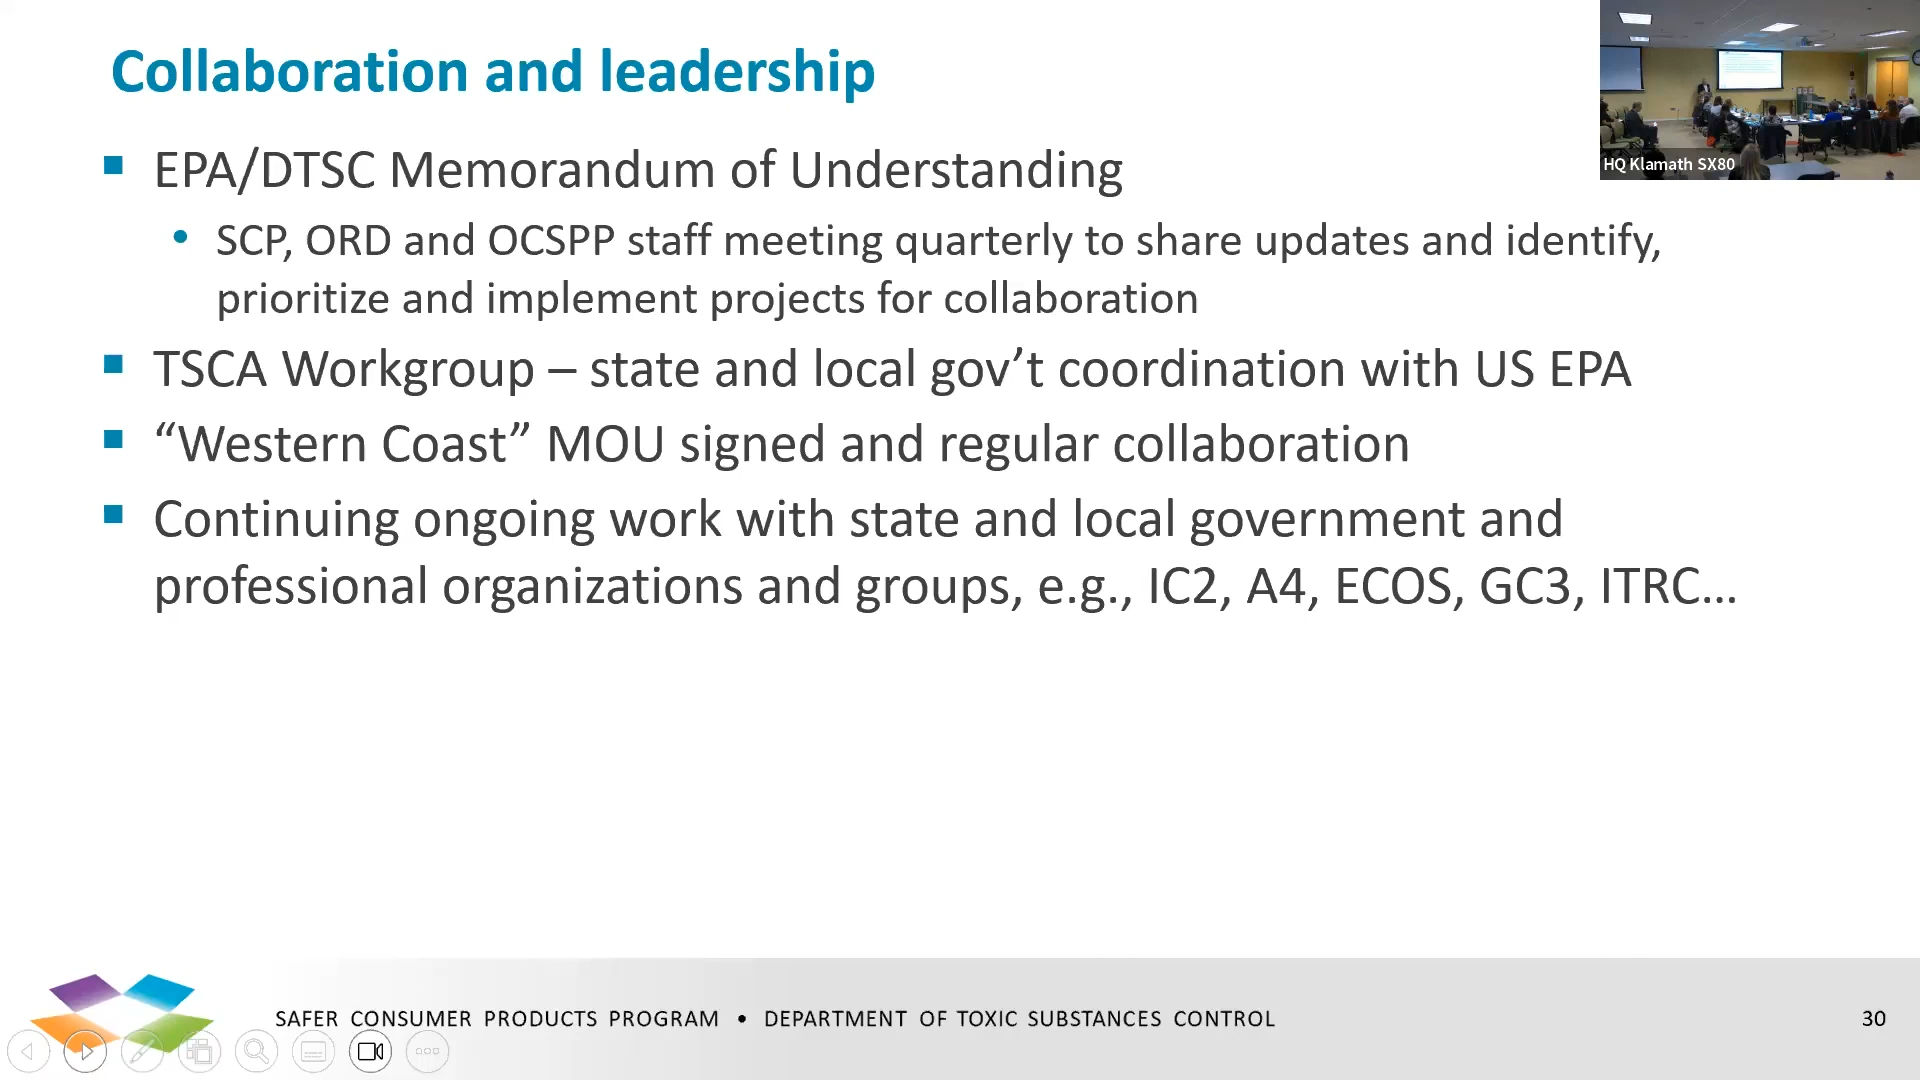 Collaboration and leadership
EPA/DTSC Memorandum of Understanding
SCP, ORD and OCSPP staff meeting quarterly to share updates and identify,
prioritize and implement projects for collaboration
TSCA Workgroup – state and local gov’t coordination with US EPA
“Western Coast” MOU signed and regular collaboration
Continuing ongoing work with state and local government and
professional organizations and groups, e.g., IC2, A4, ECOS, GC3, ITRC…
HQ Klamath SX80
SAFER CONSUMER PRODUCTS PROGRAM • DEPARTMENT OF TOXIC SUBSTANCES CONTROL
30